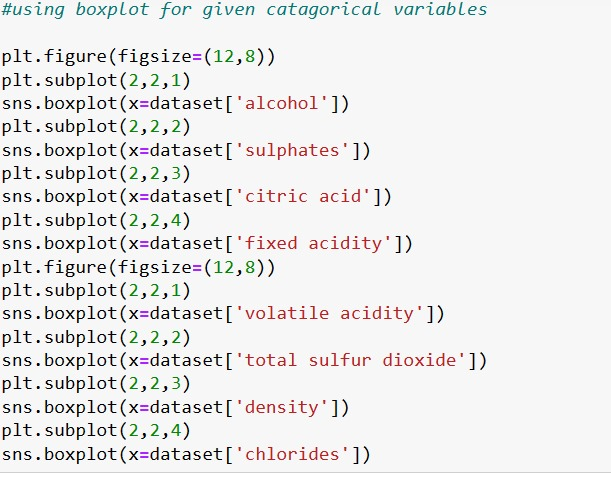 #using boxplot for given catagorical variables
plt.figure(figsize=(12,8))
plt.subplot(2,2,1)
sns.boxplot(x=dataset['alcohol'])
plt.subplot(2,2,2)
sns.boxplot(x=dataset['sulphates'])
plt.subplot(2,2,3)
sns.boxplot(x=dataset['citric acid'])
plt.subplot(2,2,4)
sns.boxplot(x=dataset['fixed acidity'])
plt.figure(figsize=(12,8))
plt.subplot(2,2,1)
sns.boxplot(x=dataset['volatile acidity'])
plt.subplot(2,2,2)
sns.boxplot(x=dataset['total sulfur dioxide'])
plt.subplot(2,2,3)
sns.boxplot(x=dataset['density'])
plt.subplot(2,2,4)
sns.boxplot(x=dataset['chlorides'])